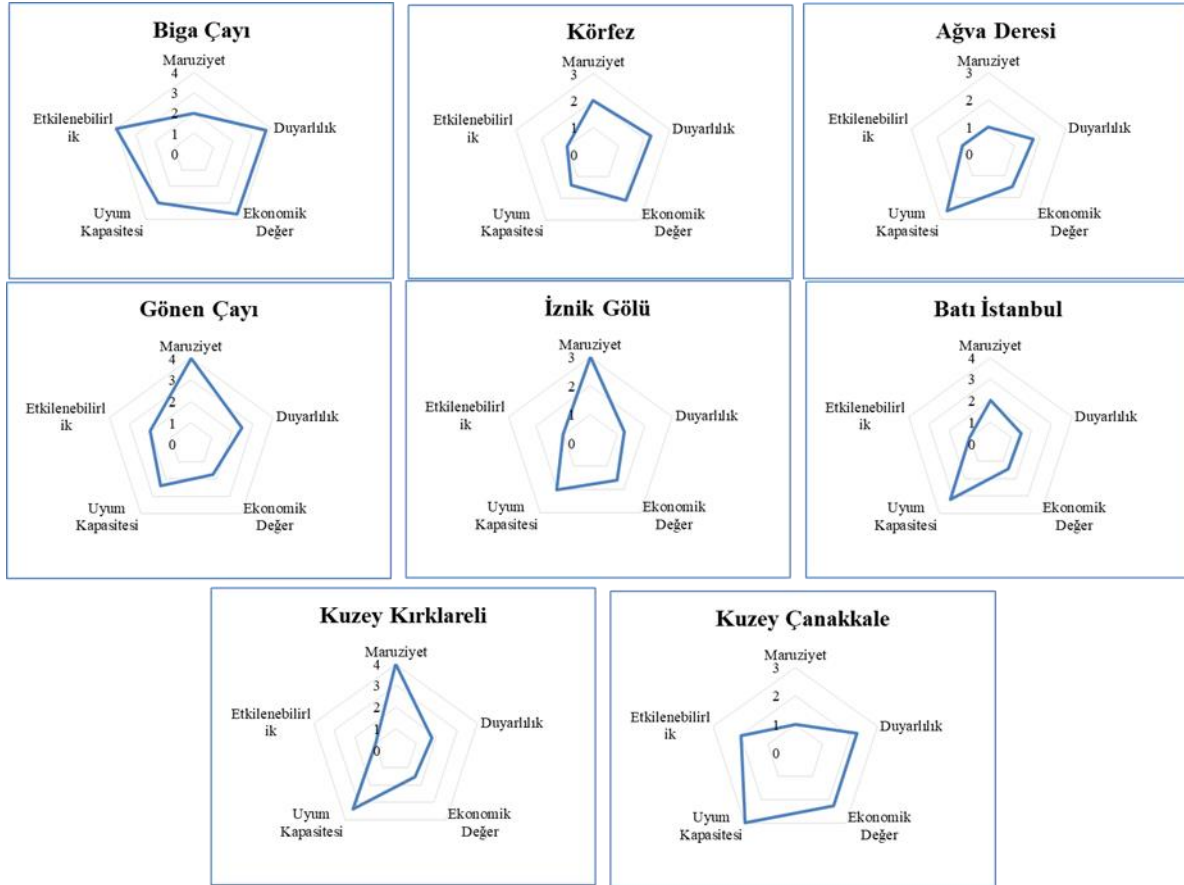 Biga Çayı
Maruziyet
4
3
2
1
0
Duyarlılık
Ekonomik
Değer
Uyum
Kapasitesi
Etkilenebilirl
ik
Körfez
Maruziyet
3
2
1
0
Duyarlılık
Ekonomik
Değer
Uyum
Kapasitesi
Etkilenebilirl
ik
Ağva Deresi
Maruziyet
3
2
1
0
Duyarlılık
Ekonomik
Değer
Uyum
Kapasitesi
Etkilenebilirl
ik
Gönen Çayı
Maruziyet
4
3
2
1
0
Duyarlılık
Ekonomik
Değer
Uyum
Kapasitesi
Etkilenebilirl
ik
İznik Gölü
Maruziyet
3
2
1
0
Duyarlılık
Ekonomik
Değer
Uyum
Kapasitesi
Etkilenebilirl
ik
Batı İstanbul
Maruziyet
4
3
2
1
0
Duyarlılık
Ekonomik
Değer
Uyum
Kapasitesi
Etkilenebilirl
ik
Kuzey Kırklareli
Maruziyet
4
3
2
1
0
Duyarlılık
Ekonomik
Değer
Uyum
Kapasitesi
Etkilenebilirl
ik
Kuzey Çanakkale
Maruziyet
3
2
1
0
Duyarlılık
Ekonomik
Değer
Uyum
Kapasitesi
Etkilenebilirl
ik